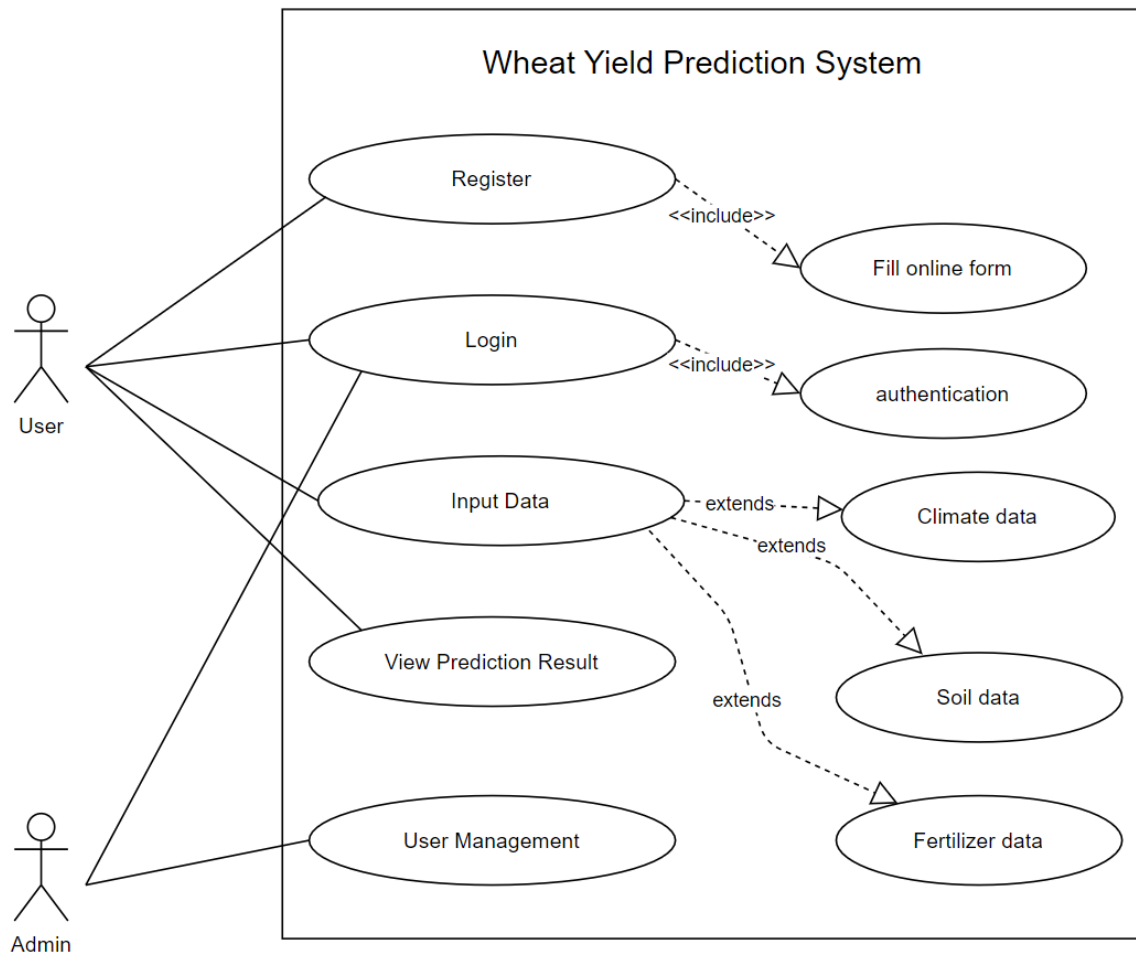 Wheat Yield Prediction System
Register
<<include>>
Fill online form
User
Login
<<include>>
authentication
Input Data
extends
Climate data
extends
View Prediction Result
extends
Soil data
Admin
User Management
Fertilizer data